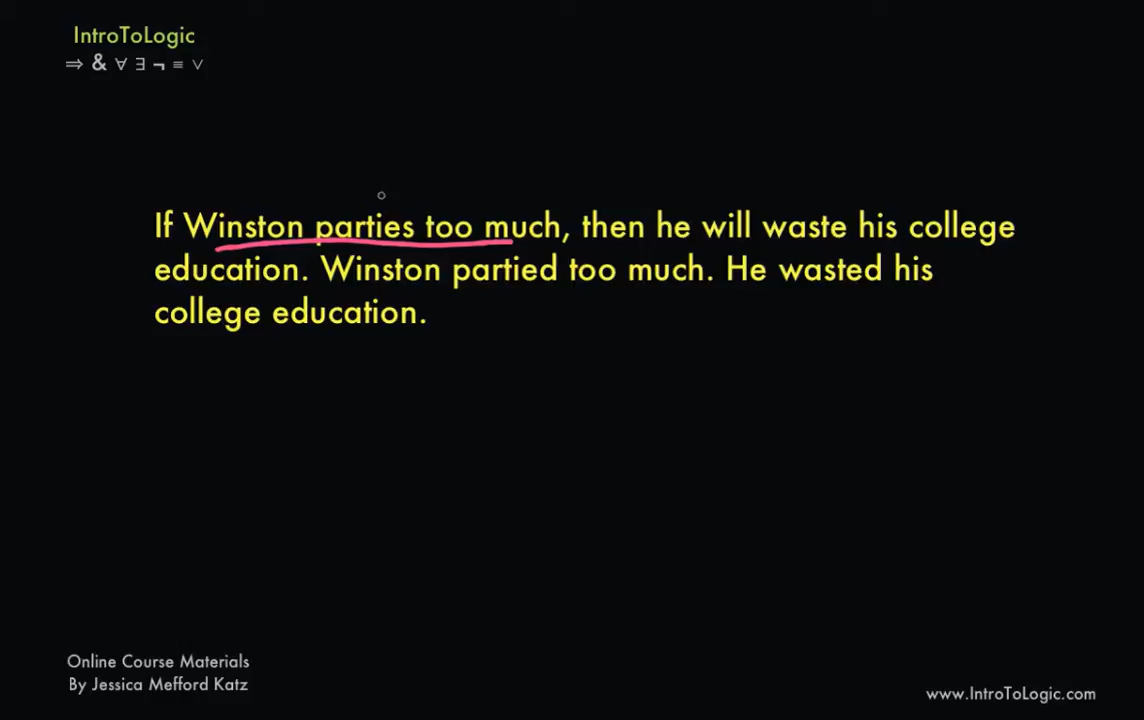 IntroToLogic
⇒ & ∀ ∃ ¬ ≡ ∨
If Winston parties too much, then he will waste his college
education. Winston partied too much. He wasted his
college education.
Online Course Materials
By Jessica Mefford Katz
www.IntroToLogic.com